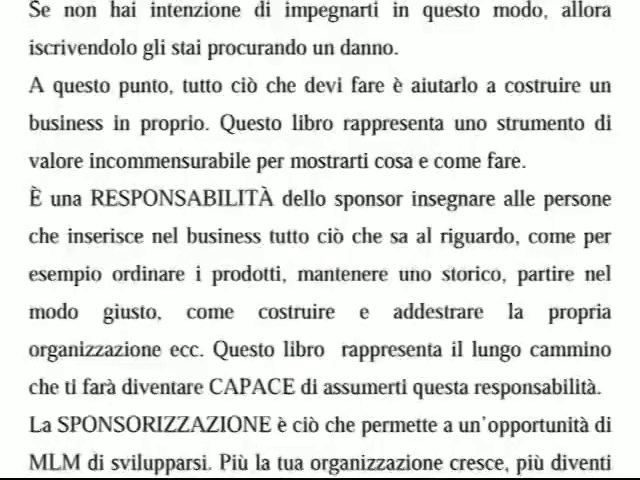 Se non hai intenzione di impegnarti in questo modo, allora
iscrivendolo gli stai procurando un danno.
A questo punto, tutto ciò che devi fare è aiutarlo a costruire un
business in proprio. Questo libro rappresenta uno strumento di
valore incommensurabile per mostrarti cosa e come fare.
È una RESPONSABILITÀ dello sponsor insegnare alle persone
che inserisce nel business tutto ciò che sa al riguardo, come per
esempio ordinare i prodotti, mantenere uno storico, partire nel
modo giusto, come costruire e addestrare la propria
organizzazione ecc. Questo libro rappresenta il lungo cammino
che ti farà diventare CAPACE di assumerti questa responsabilità.
La SPONSORIZZAZIONE è ciò che permette a un'opportunità di
MLM di svilupparsi. Più la tua organizzazione cresce, più diventi